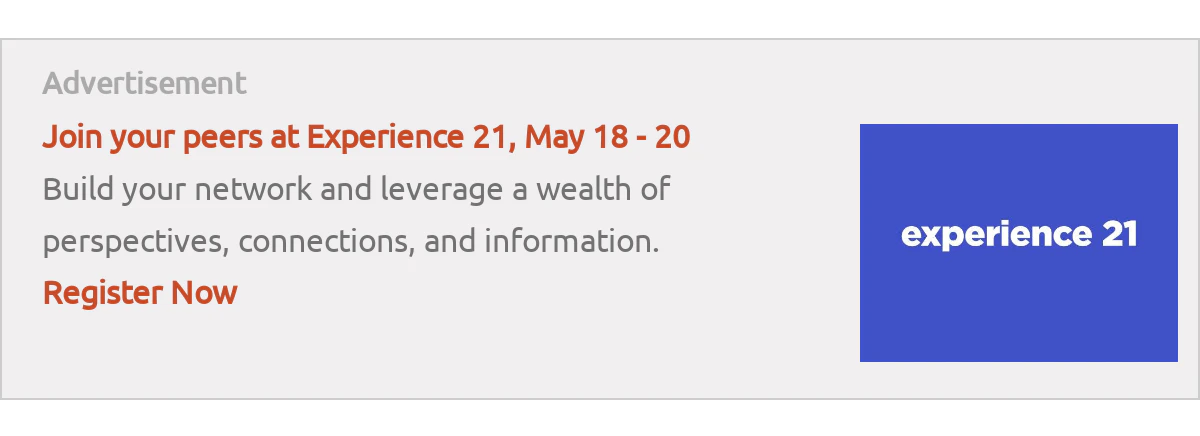 Advertisement
Join your peers at Experience 21, May 18 - 20
Build your network and leverage a wealth of
perspectives, connections, and information.
Register Now
experience 21